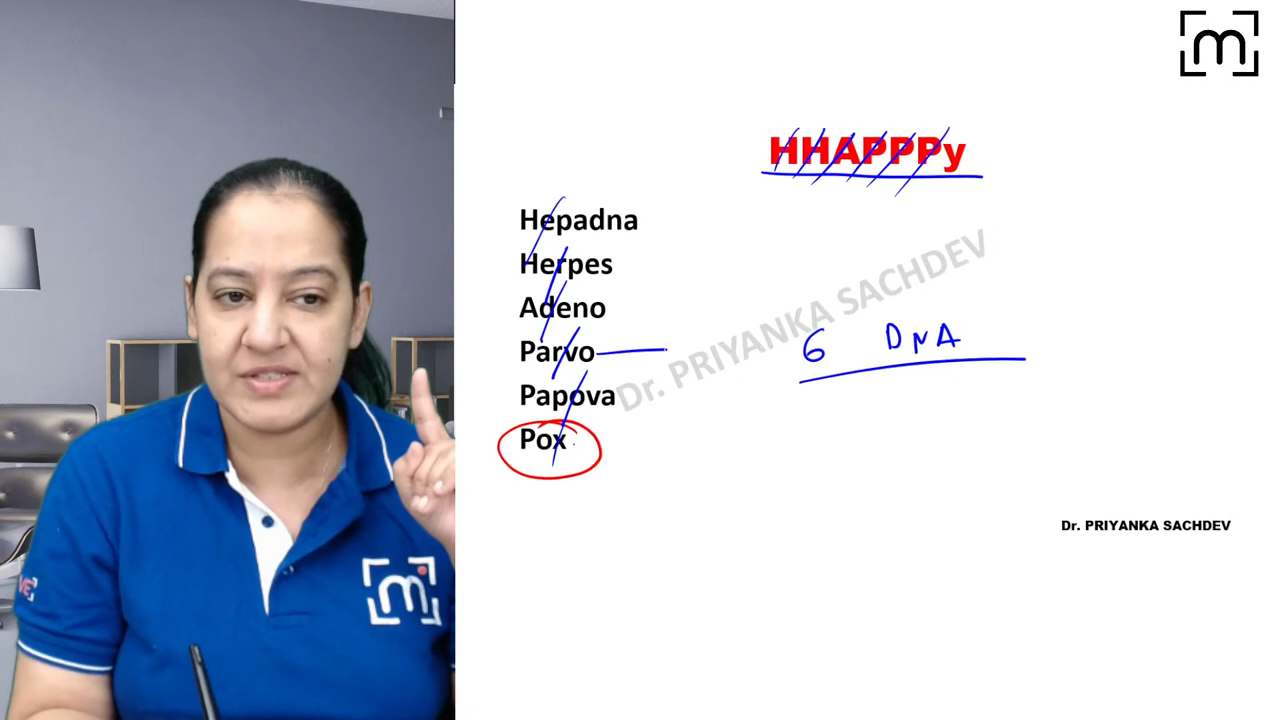 HHAPPPy
Hepadna
Herpes
Adeno
Parvo
Papova
Pox
6 DNA
Dr. PRIYANKA SACHDEV
Dr. PRIYANKA SACHDEV
m
m